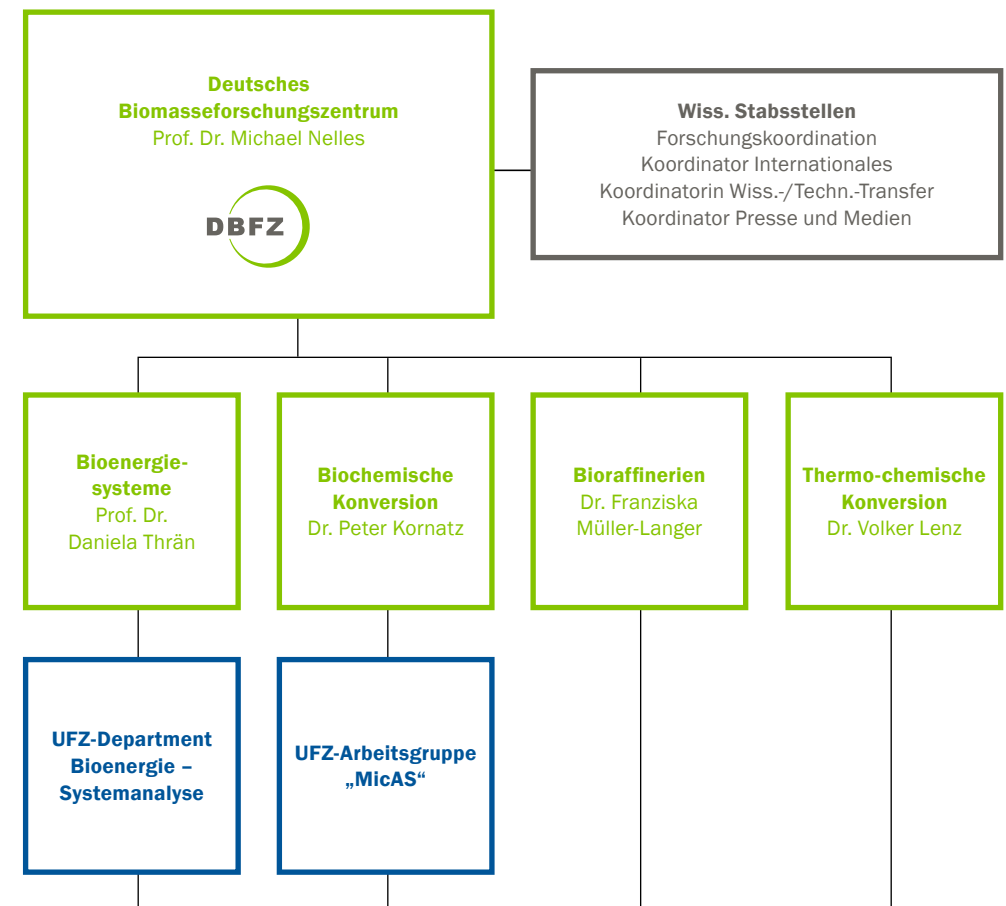 Deutsches
Biomasseforschungszentrum
Prof. Dr. Michael Nelles
DBFZ
Wiss. Stabsstellen
Forschungskoordination
Koordinator Internationales
Koordinatorin Wiss.-/Techn.-Transfer
Koordinator Presse und Medien
Bioenergie-
systeme
Prof. Dr.
Daniela Thrän
Biochemische
Konversion
Dr. Peter Kornatz
Bioraffinerien
Dr. Franziska
Müller-Langer
Thermo-chemische
Konversion
Dr. Volker Lenz
UFZ-Department
Bioenergie –
Systemanalyse
UFZ-Arbeitsgruppe
„MicAS“